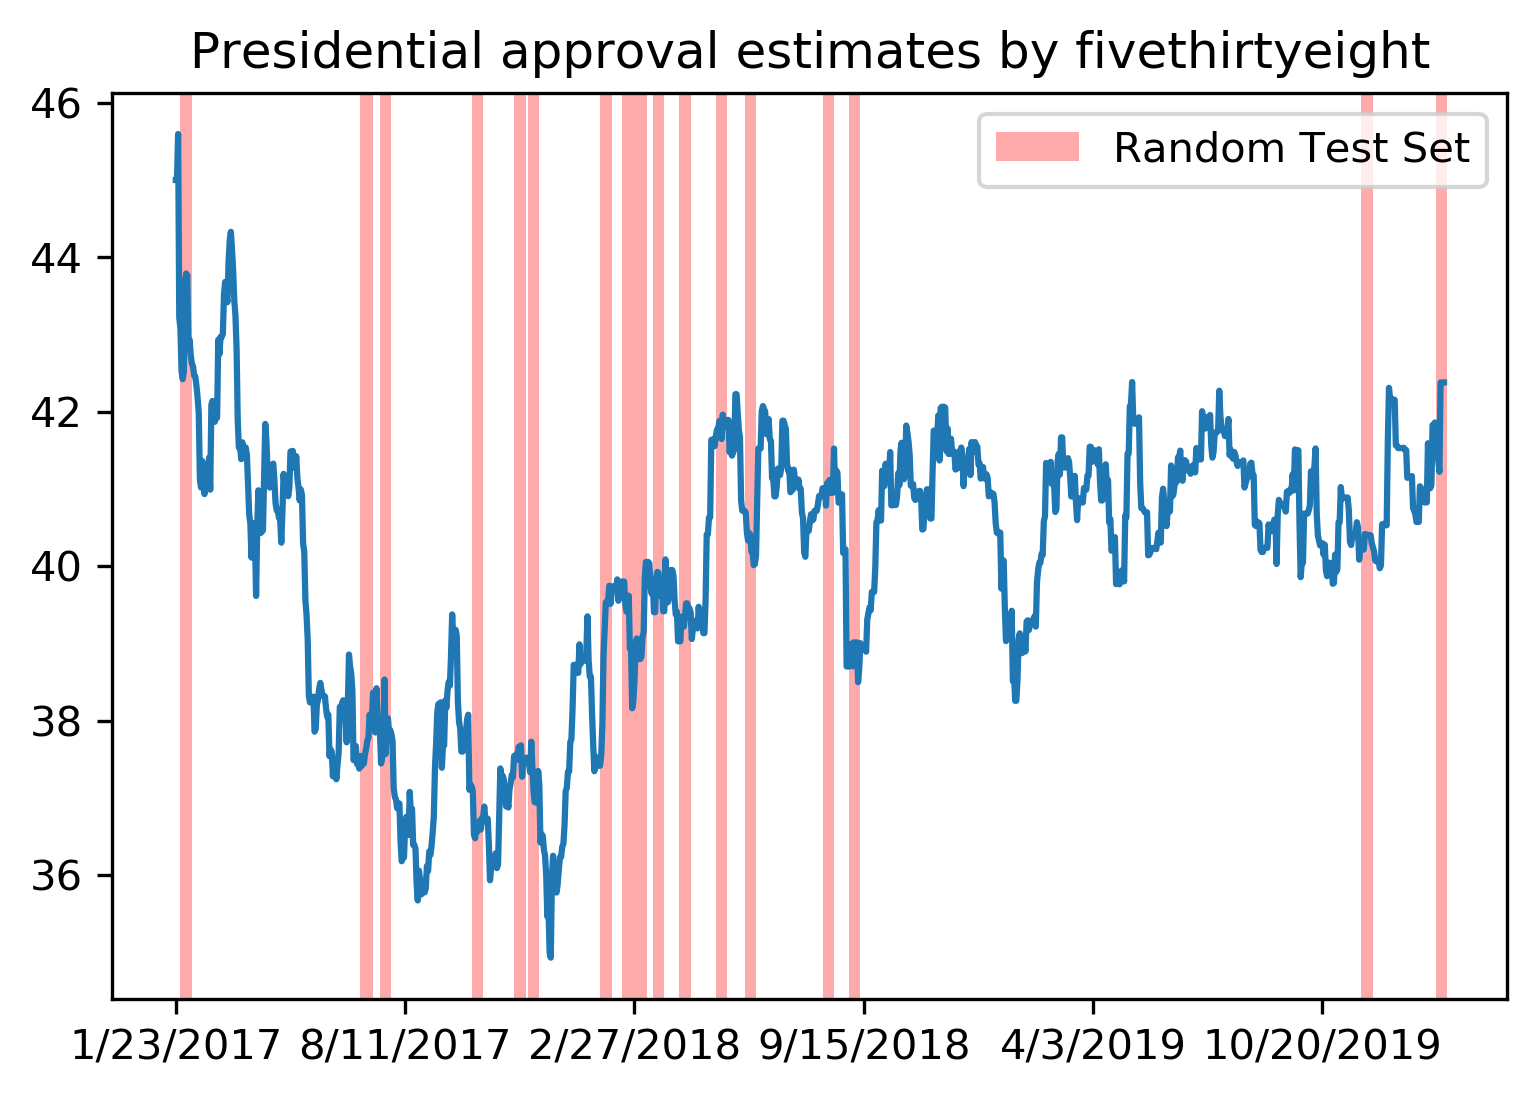 Presidential approval estimates by fivethirtyeight
Random Test Set
46
44
42
40
38
36
1/23/2017 8/11/2017 2/27/2018 9/15/2018 4/3/2019 10/20/2019